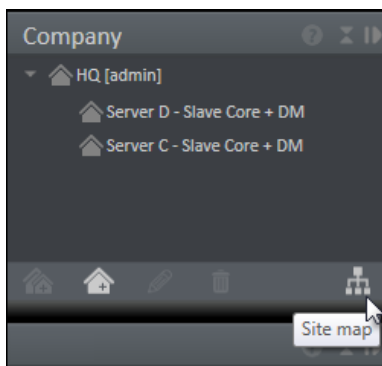 Company
HQ [admin]
Server D - Slave Core + DM
Server C - Slave Core + DM
Site map